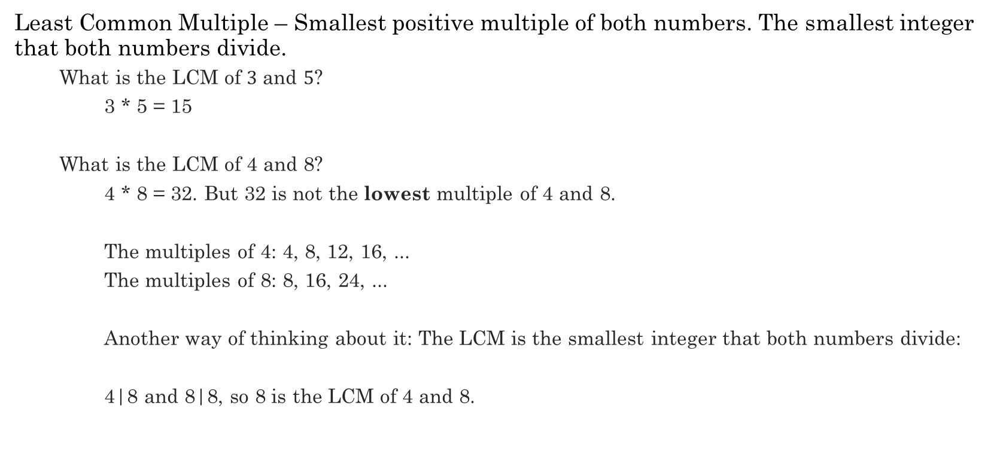 Least Common Multiple – Smallest positive multiple of both numbers. The smallest integer
that both numbers divide.
What is the LCM of 3 and 5?
3 * 5 = 15
What is the LCM of 4 and 8?
4 * 8 = 32. But 32 is not the lowest multiple of 4 and 8.
The multiples of 4: 4, 8, 12, 16, ...
The multiples of 8: 8, 16, 24, ...
Another way of thinking about it: The LCM is the smallest integer that both numbers divide:
4|8 and 8|8, so 8 is the LCM of 4 and 8.